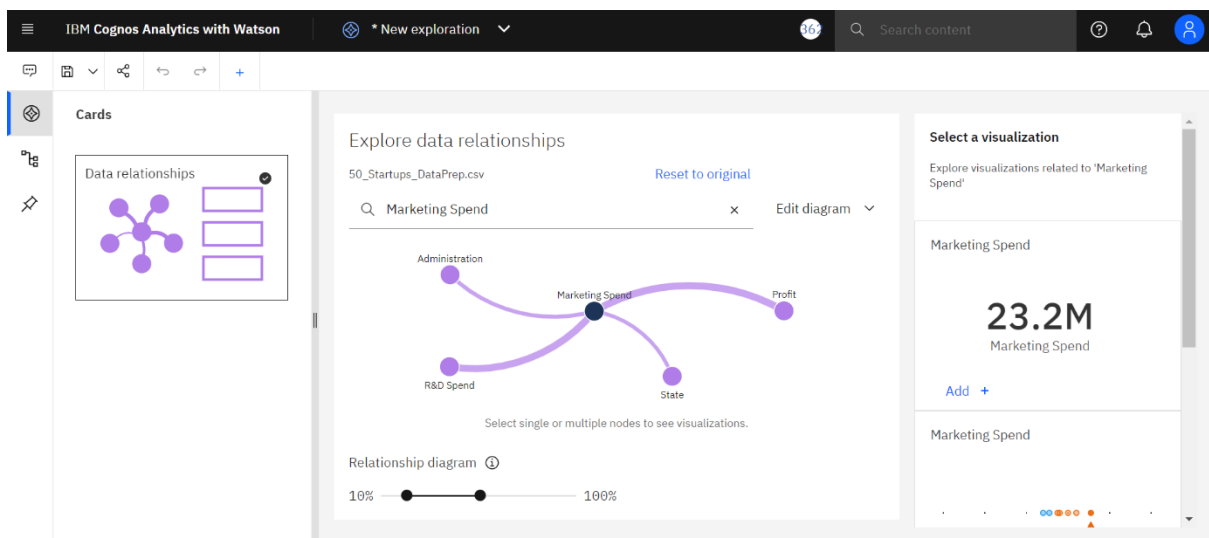 IBM Cognos Analytics with Watson
* New exploration
362
Search content
Cards
Data relationships
Explore data relationships
50_Startups_DataPrep.csv
Reset to original
Marketing Spend
Edit diagram
Administration
Marketing Spend
Profit
R&D Spend
State
Select single or multiple nodes to see visualizations.
Relationship diagram
10%
100%
Select a visualization
Explore visualizations related to 'Marketing
Spend'
Marketing Spend
23.2M
Marketing Spend
Add +
Marketing Spend